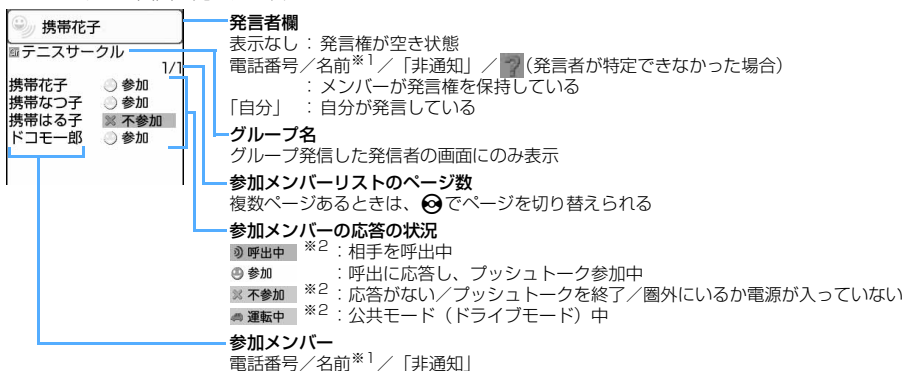 携帯花子
テニスサークル
1/1
携帯花子 参加
携帯なつ子 参加
携帯はる子 不参加
ドコモ一郎 参加
発言者欄
表示なし：発言権が空き状態
電話番号／名前※1／「非通知」／?(発言者が特定できなかった場合)
：メンバーが発言権を保持している
「自分」：自分が発言している
グループ名
グループ発信した発信者の画面にのみ表示
参加メンバーリストのページ数
複数ページあるときは、でページを切り替えられる
参加メンバーの応答の状況
呼出中 ※2：相手を呼出中
参加 ：呼出に応答し、プッシュトーク参加中
不参加 ※2：応答がない／プッシュトークを終了／圏外にいるか電源が入っていない
運転中 ※2：公共モード（ドライブモード）中
参加メンバー
電話番号／名前※1／「非通知」